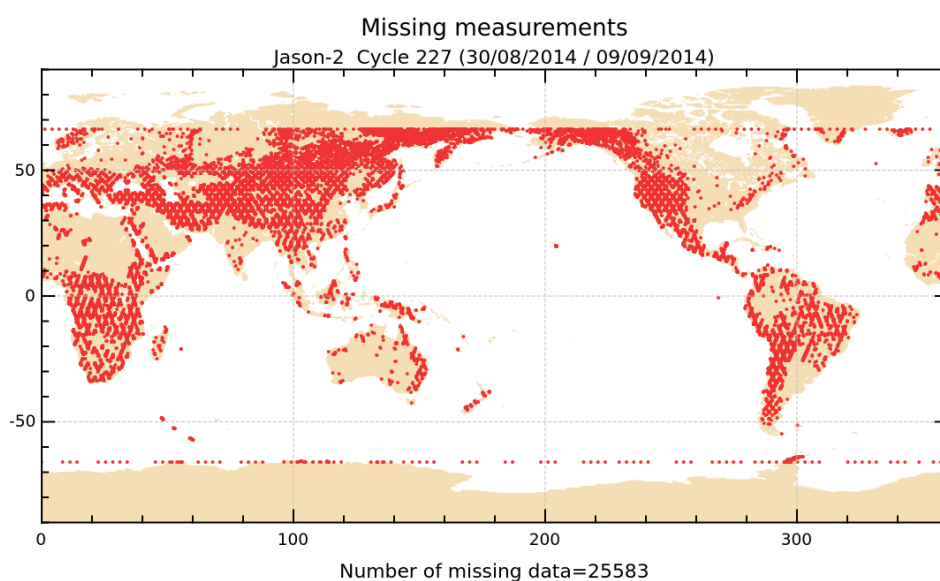 Missing measurements
Jason-2 Cycle 227 (30/08/2014 / 09/09/2014)
50
0
-50
0 100 200 300
Number of missing data=25583